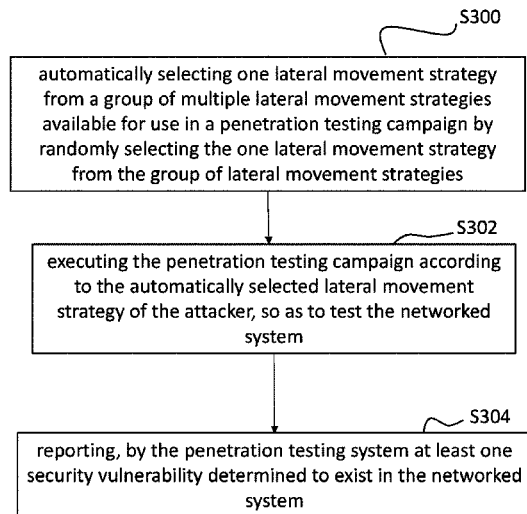 S300
automatically selecting one lateral movement strategy
from a group of multiple lateral movement strategies
available for use in a penetration testing campaign by
randomly selecting the one lateral movement strategy
from the group of lateral movement strategies
S302
executing the penetration testing campaign according
to the automatically selected lateral movement
strategy of the attacker, so as to test the networked
system
S304
reporting, by the penetration testing system at least one
security vulnerability determined to exist in the networked
system